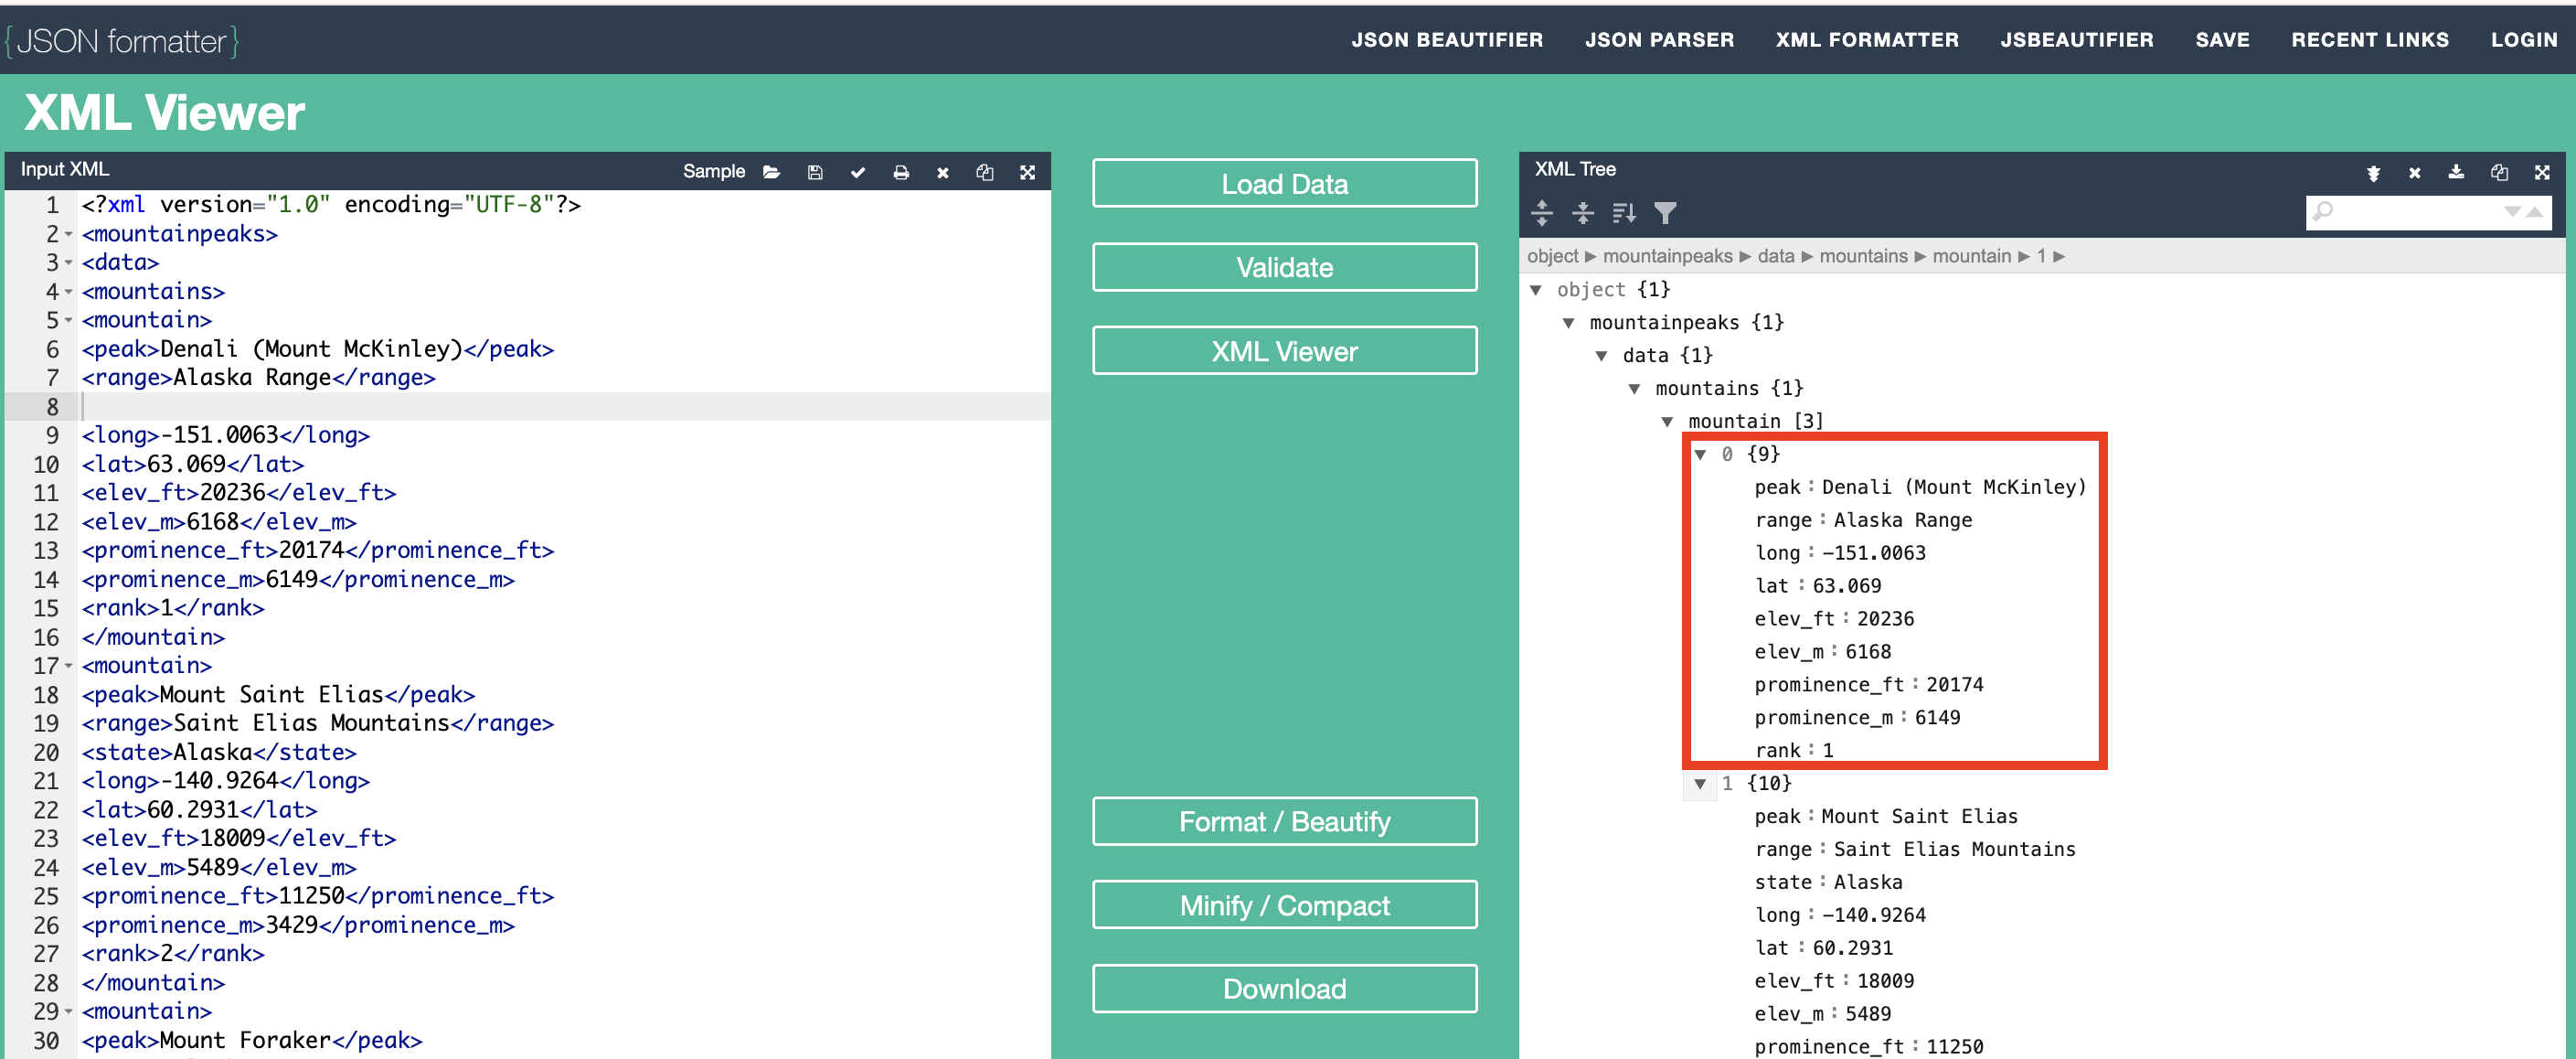 {JSON formatter}
JSON BEAUTIFIER JSON PARSER XML FORMATTER JSBEAUTIFIER SAVE RECENT LINKS LOGIN
XML Viewer
Input XML Sample
1 <?xml version="1.0" encoding="UTF-8"?>
2 <mountainpeaks>
3 <data>
4 <mountains>
5 <mountain>
6 <peak>Denali (Mount McKinley)</peak>
7 <range>Alaska Range</range>
8
9 <long>-151.0063</long>
10 <lat>63.069</lat>
11 <elev_ft>20236</elev_ft>
12 <elev_m>6168</elev_m>
13 <prominence_ft>20174</prominence_ft>
14 <prominence_m>6149</prominence_m>
15 <rank>1</rank>
16 </mountain>
17 <mountain>
18 <peak>Mount Saint Elias</peak>
19 <range>Saint Elias Mountains</range>
20 <state>Alaska</state>
21 <long>-140.9264</long>
22 <lat>60.2931</lat>
23 <elev_ft>18009</elev_ft>
24 <elev_m>5489</elev_m>
25 <prominence_ft>11250</prominence_ft>
26 <prominence_m>3429</prominence_m>
27 <rank>2</rank>
28 </mountain>
29 <mountain>
30 <peak>Mount Foraker</peak>
Load Data
Validate
XML Viewer
Format / Beautify
Minify / Compact
Download
XML Tree
object ► mountainpeaks ► data ► mountains ► mountain ► 1 ►
object {1}
mountainpeaks {1}
data {1}
mountains {1}
mountain [3]
0 {9}
peak : Denali (Mount McKinley)
range : Alaska Range
long : -151.0063
lat : 63.069
elev_ft : 20236
elev_m : 6168
prominence_ft : 20174
prominence_m : 6149
rank : 1
1 {10}
peak : Mount Saint Elias
range : Saint Elias Mountains
state : Alaska
long : -140.9264
lat : 60.2931
elev_ft : 18009
elev_m : 5489
prominence_ft : 11250